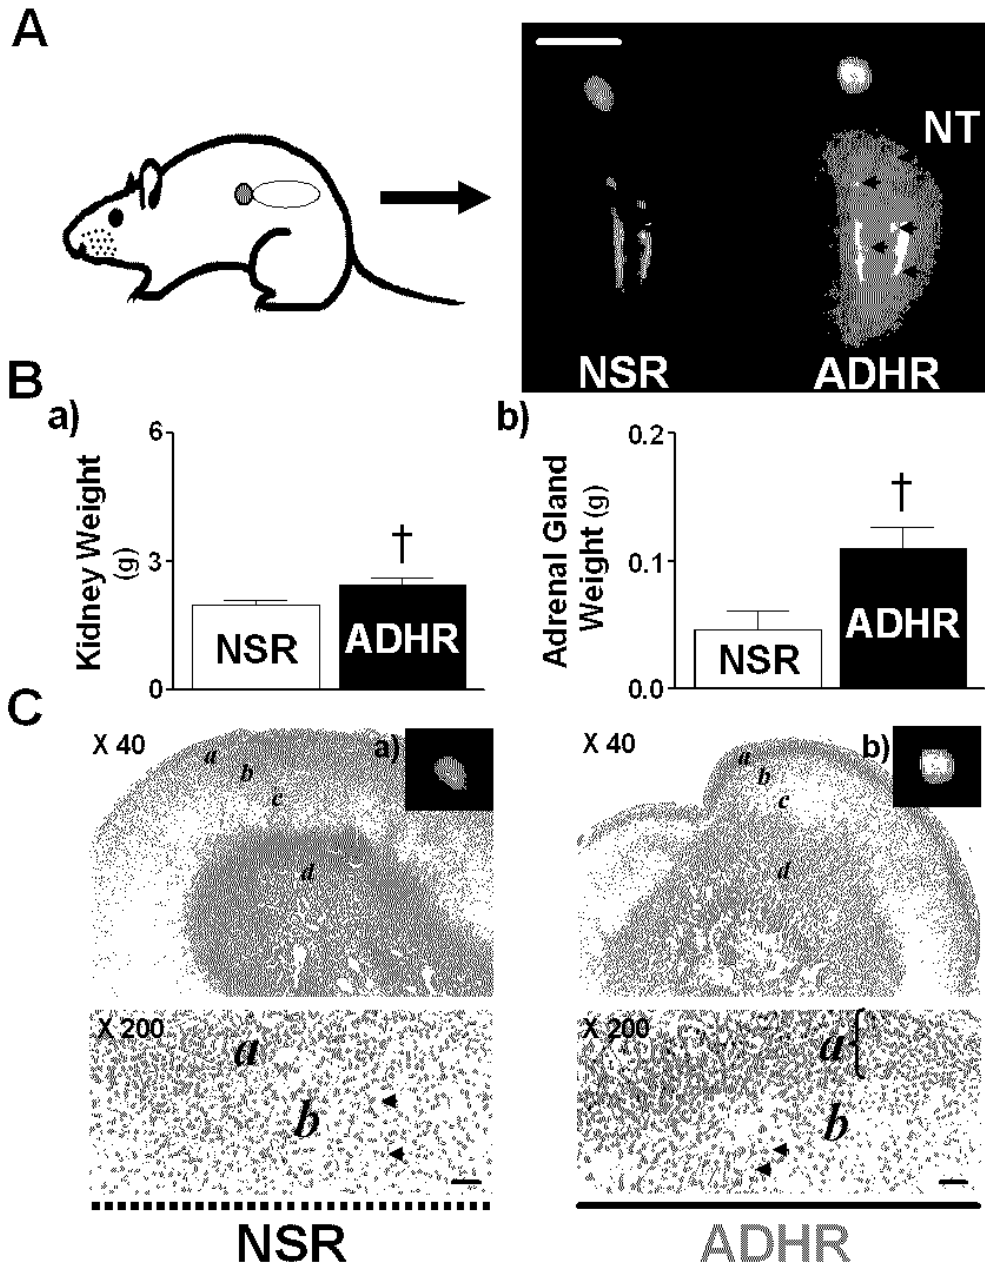 A
NT
NSR ADHR
B
a)
Kidney Weight
(g)
6
3
0
†
NSR
ADHR
b)
Adrenal Gland
Weight (g)
0.2
0.1
0.0
†
NSR
ADHR
C
X 40
a)
a
b
c
d
X 40
b)
a
b
c
d
X 200
a
b
X 200
a
b
NSR
ADHR